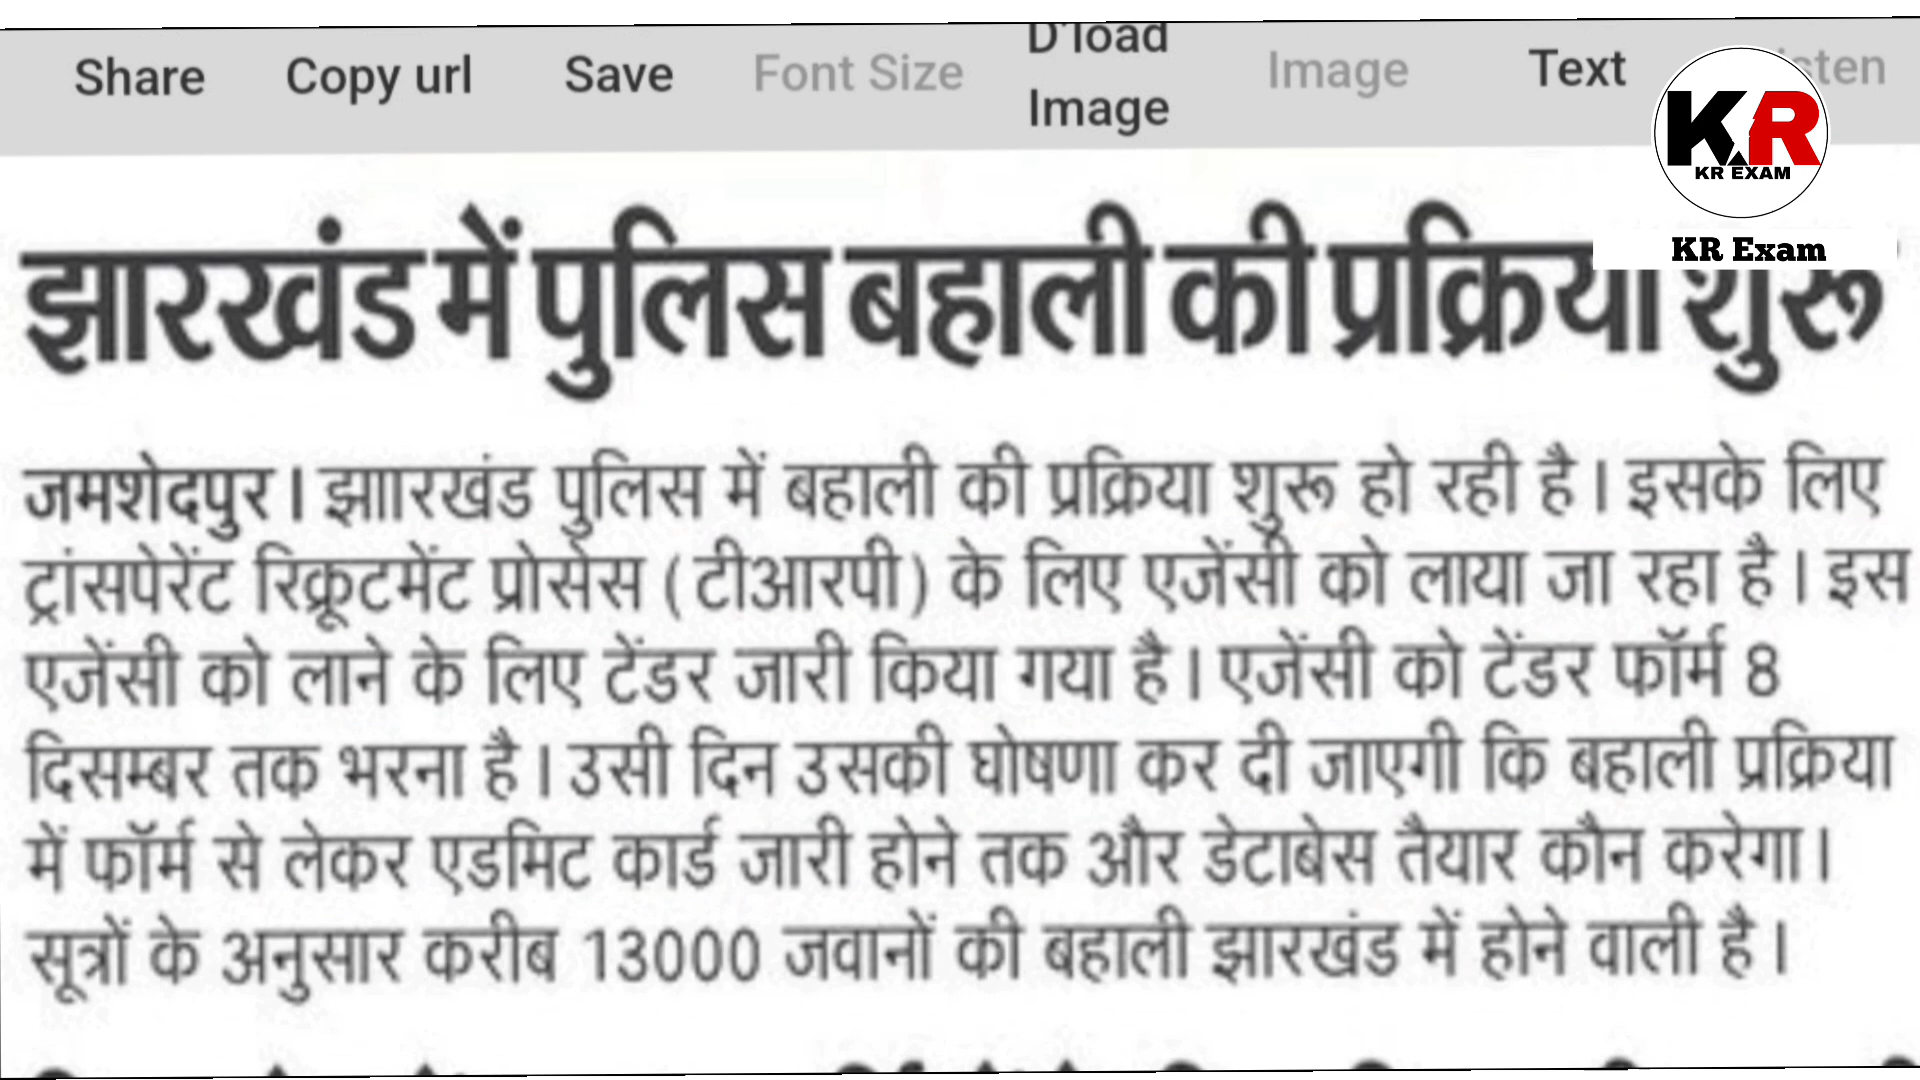 Share Copy url Save Font Size D'load Image Image Text sten
KR
KR EXAM
KR Exam
झारखंड में पुलिस बहाली की प्रक्रिया शुरू
जमशेदपुर। झाारखंड पुलिस में बहाली की प्रक्रिया शुरू हो रही है। इसके लिए
ट्रांसपेरेंट रिक्रूटमेंट प्रोसेस (टीआरपी) के लिए एजेंसी को लाया जा रहा है। इस
एजेंसी को लाने के लिए टेंडर जारी किया गया है। एजेंसी को टेंडर फॉर्म 8
दिसम्बर तक भरना है। उसी दिन उसकी घोषणा कर दी जाएगी कि बहाली प्रक्रिया
में फॉर्म से लेकर एडमिट कार्ड जारी होने तक और डेटाबेस तैयार कौन करेगा।
सूत्रों के अनुसार करीब 13000 जवानों की बहाली झारखंड में होने वाली है।